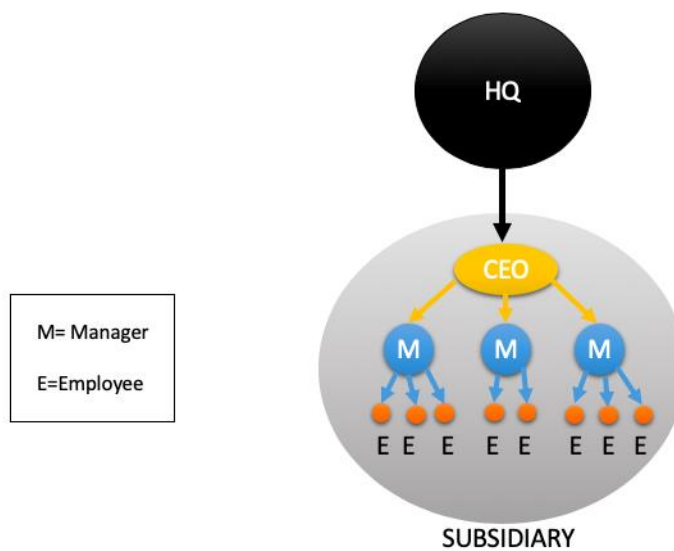 HQ
CEO
M M M
M= Manager
E=Employee
E E E E E E E E
SUBSIDIARY